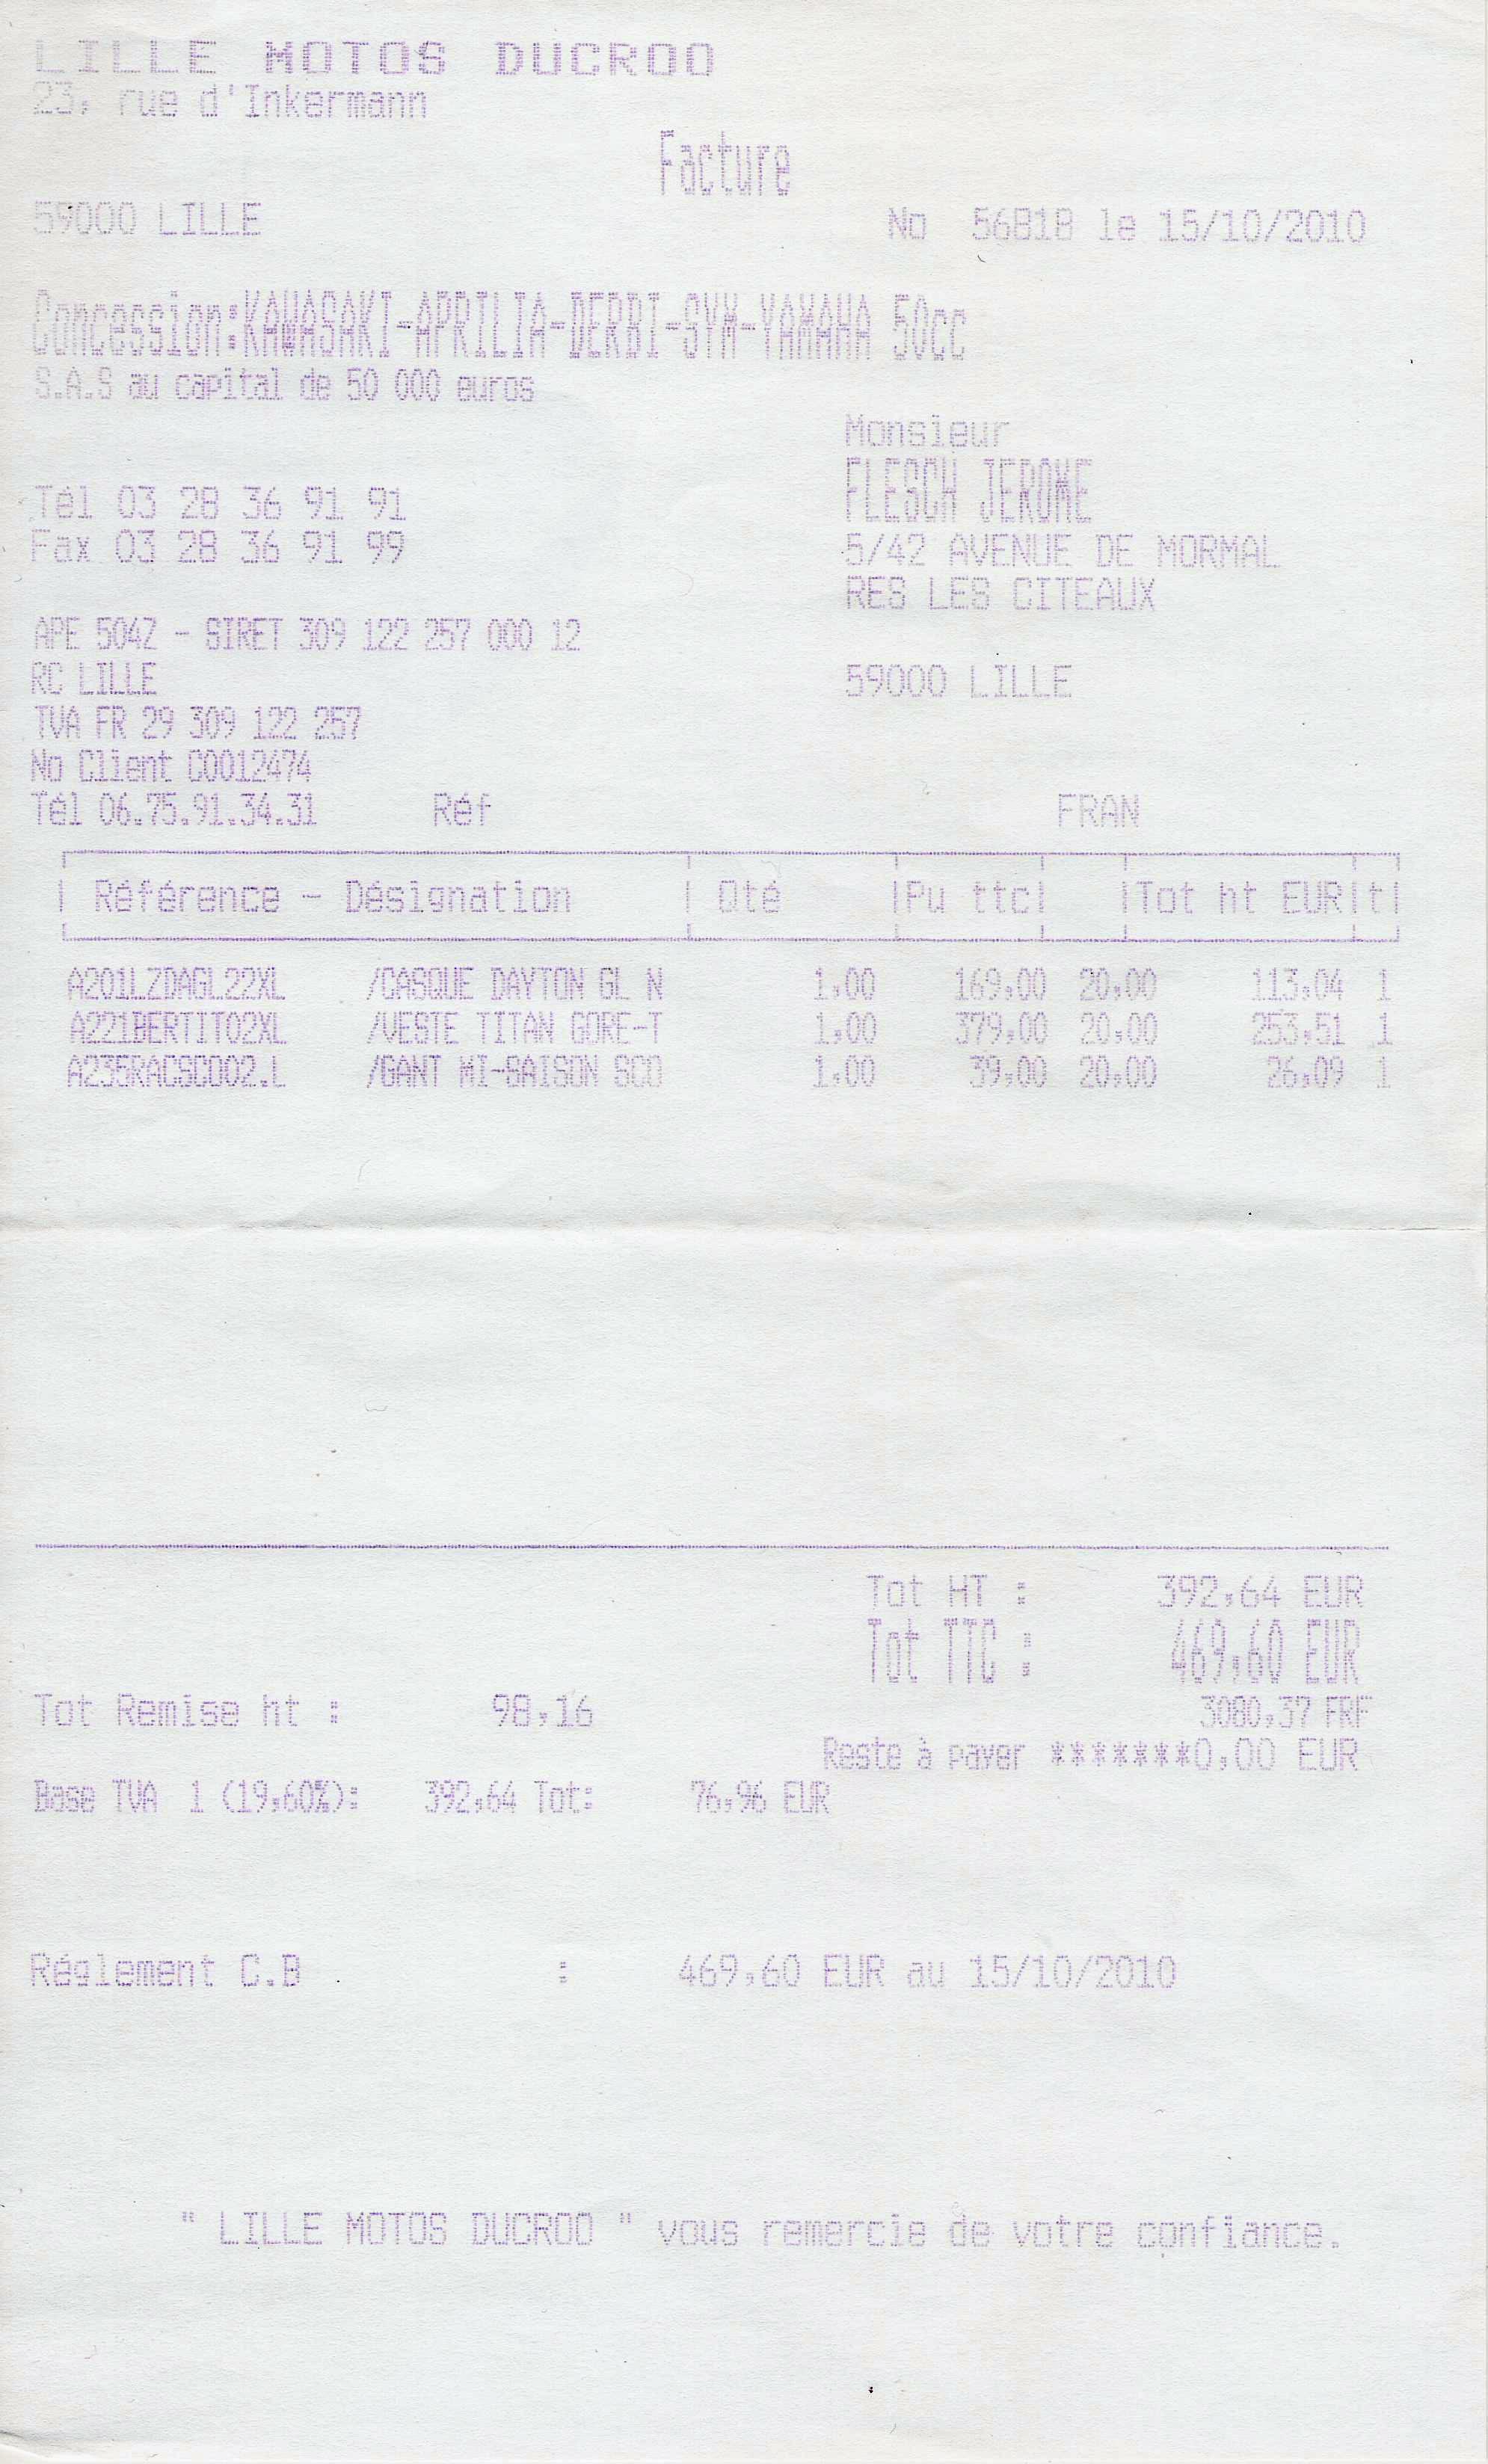 LILLE MOTOS DUCROO
23, rue d'Inkermann
Facture
59000 LILLE
No 56818 le 15/10/2010
Concession:KAWASAKI-APRILIA-DERBI-SYM-YAMAHA 50cc
S.A.S au capital de 50 000 euros
Monsieur
FLESCH JEROME
Tél 03 28 36 91 91
Fax 03 28 36 91 99
5/42 AVENUE DE MORMAL
RES LES CITEAUX
APE 504Z - SIRET 309 122 257 000 12
RC LILLE
59000 LILLE
TVA FR 29 309 122 257
No Client C0012474
Tél 06.75.91.34.31 Réf FRAN
Référence - Désignation Qté Pu ttc Tot ht EUR t
A201LZDAGL22XL /CASQUE DAYTON GL N 1,00 169,00 20,00 113,04 1
A221BERTIT02XL /VESTE TITAN GORE-T 1,00 379,00 20,00 253,51 1
A235RACSCO02.L /GANT MI-SAISON SCO 1,00 39,00 20,00 26,09 1
Tot HT : 392,64 EUR
Tot TTC : 469,60 EUR
Tot Remise ht : 98,16
3080,37 FRF
Reste à payer *******0,00 EUR
Base TVA 1 (19,60%): 392,64 Tot: 76,96 EUR
Réglement C.B : 469,60 EUR au 15/10/2010
" LILLE MOTOS DUCROO " vous remercie de votre confiance.